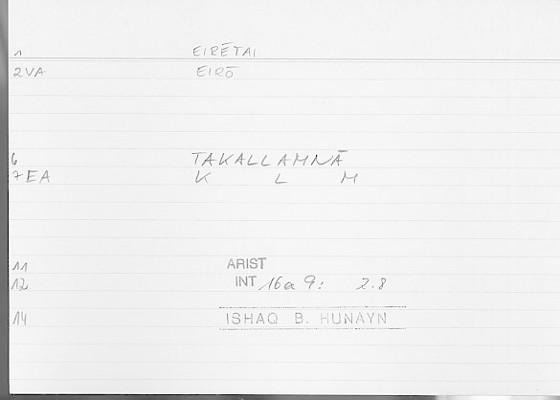 1 EIRĒTAI
2VA EIRŌ
6 TAKALLAMNĀ
7EA K L M
11 ARIST
12 INT 16a 9: 2.8
14 ISHAQ B. HUNAYN